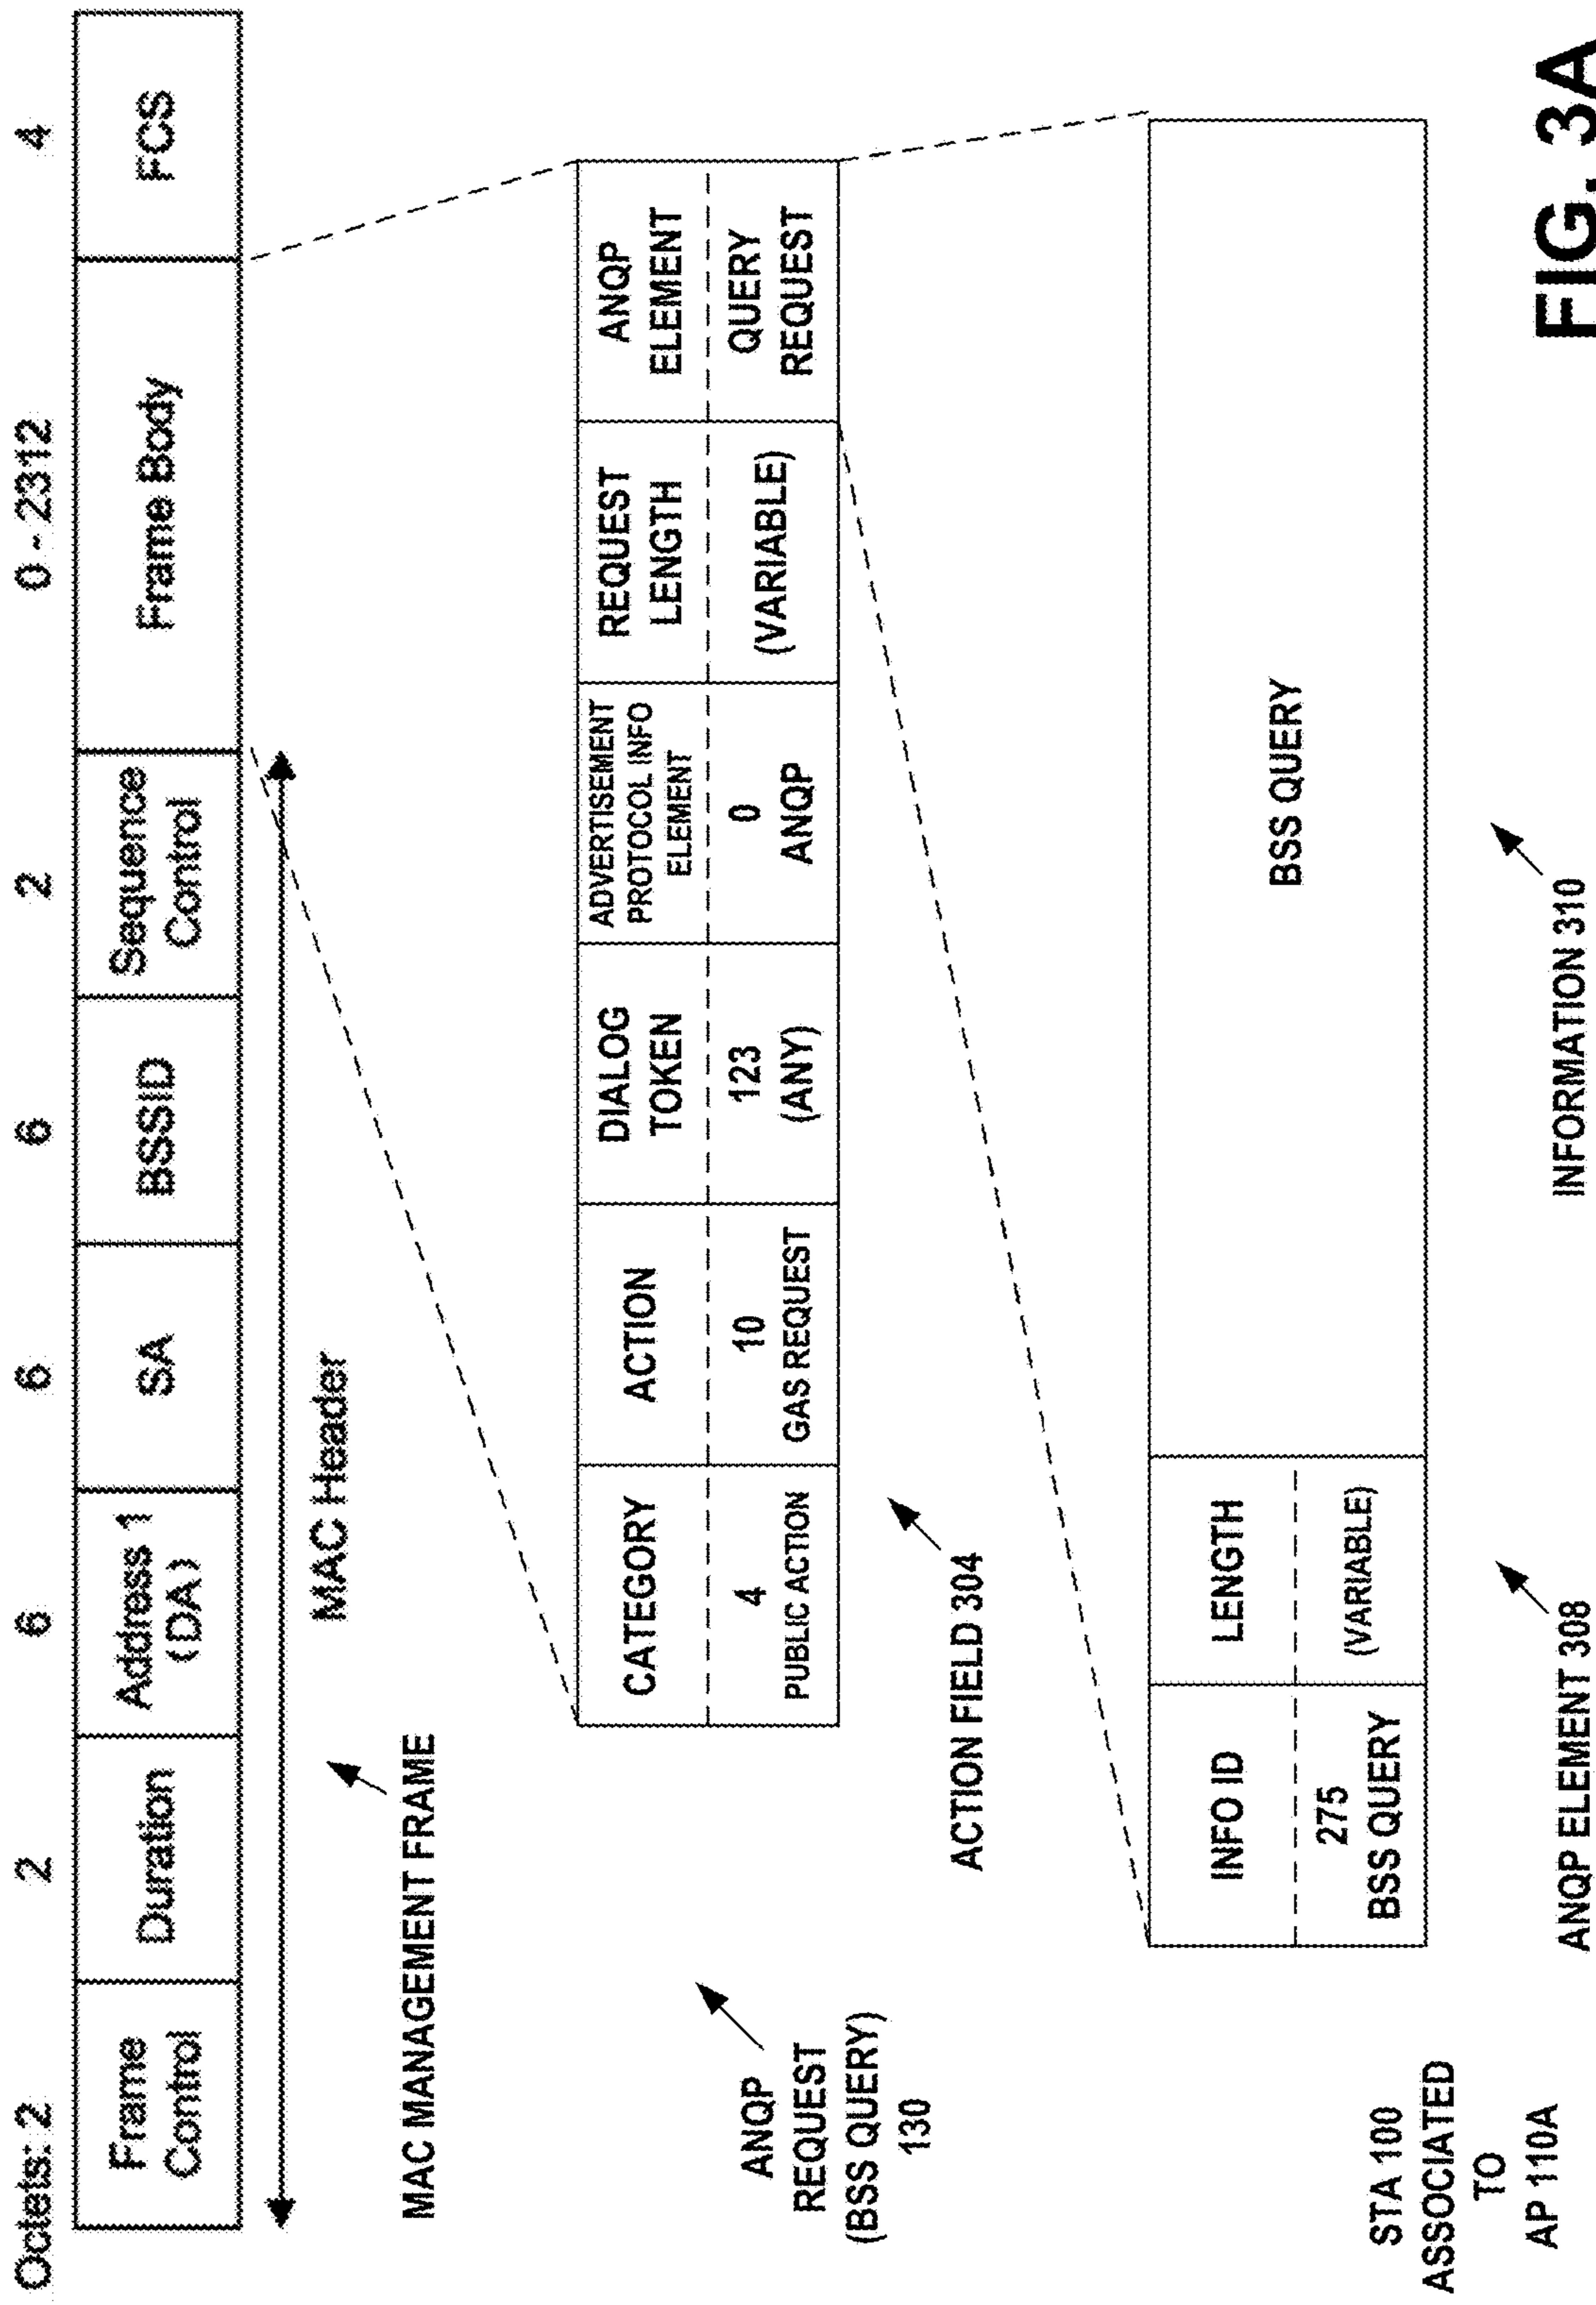 Octets: 2 2 6 6 6 2 0 - 2312 4
Frame Control
Duration
Address 1 (DA)
SA
BSSID
Sequence Control
Frame Body
FCS
MAC Header
MAC MANAGEMENT FRAME
CATEGORY
ACTION
DIALOG TOKEN
ADVERTISEMENT PROTOCOL INFO ELEMENT
REQUEST LENGTH
ANQP ELEMENT
4 PUBLIC ACTION
10 GAS REQUEST
123 (ANY)
0 ANQP
(VARIABLE)
QUERY REQUEST
ANQP
REQUEST
(BSS QUERY)
130
ACTION FIELD 304
INFO ID
LENGTH
BSS QUERY
275
BSS QUERY
(VARIABLE)
STA 100
ASSOCIATED
TO
AP 110A
ANQP ELEMENT 308
INFORMATION 310
FIG. 3A